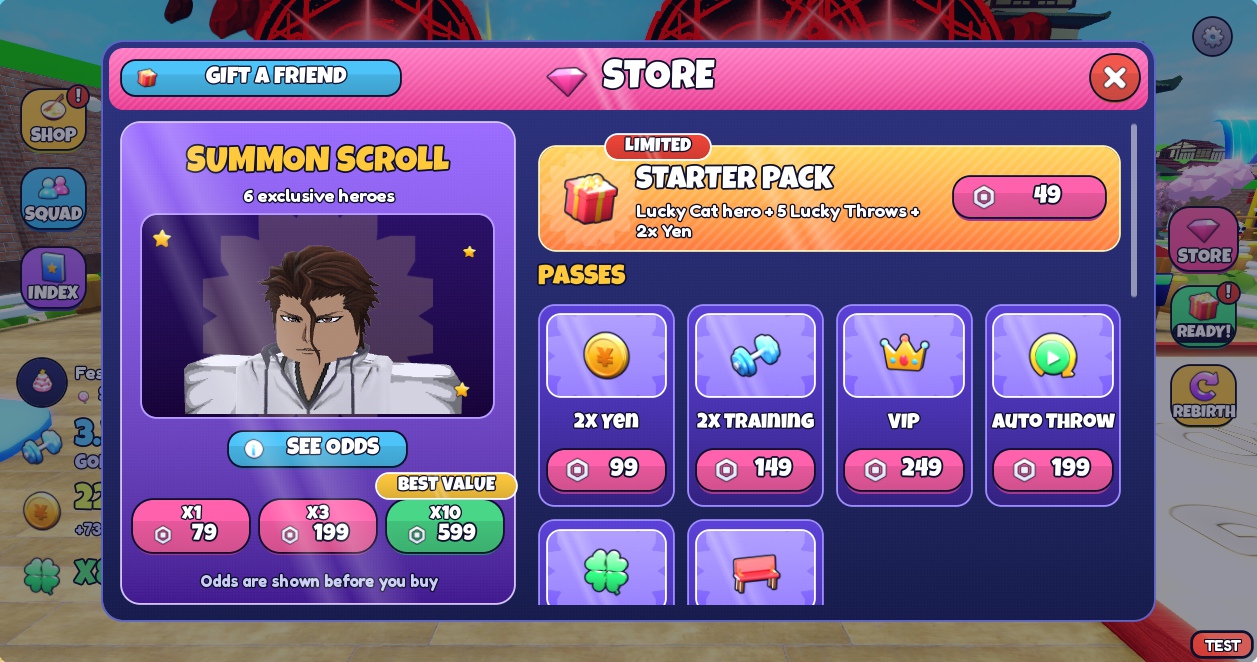 GIFT A FRIEND
STORE
SHOP
SQUAD
INDEX
SUMMON SCROLL
6 exclusive heroes
SEE ODDS
BEST VALUE
X1
79
X3
199
X10
599
Odds are shown before you buy
LIMITED
STARTER PACK
Lucky Cat hero + 5 Lucky Throws +
2x Yen
49
PASSES
2X Yen
99
2X TRAINING
149
VIP
249
AUTO THROW
199
STORE
READY!
REBIRTH
TEST